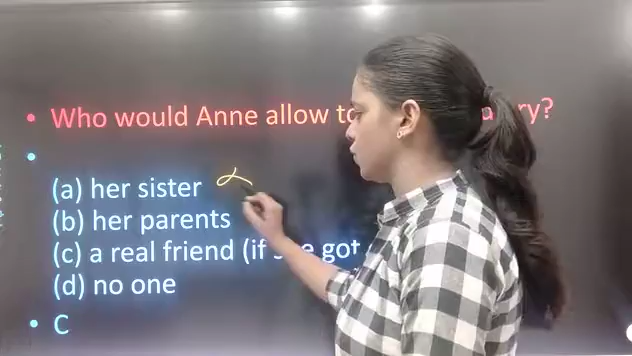 • Who would Anne allow to ry?
•
(a) her sister
(b) her parents
(c) a real friend (if got
(d) no one
• C